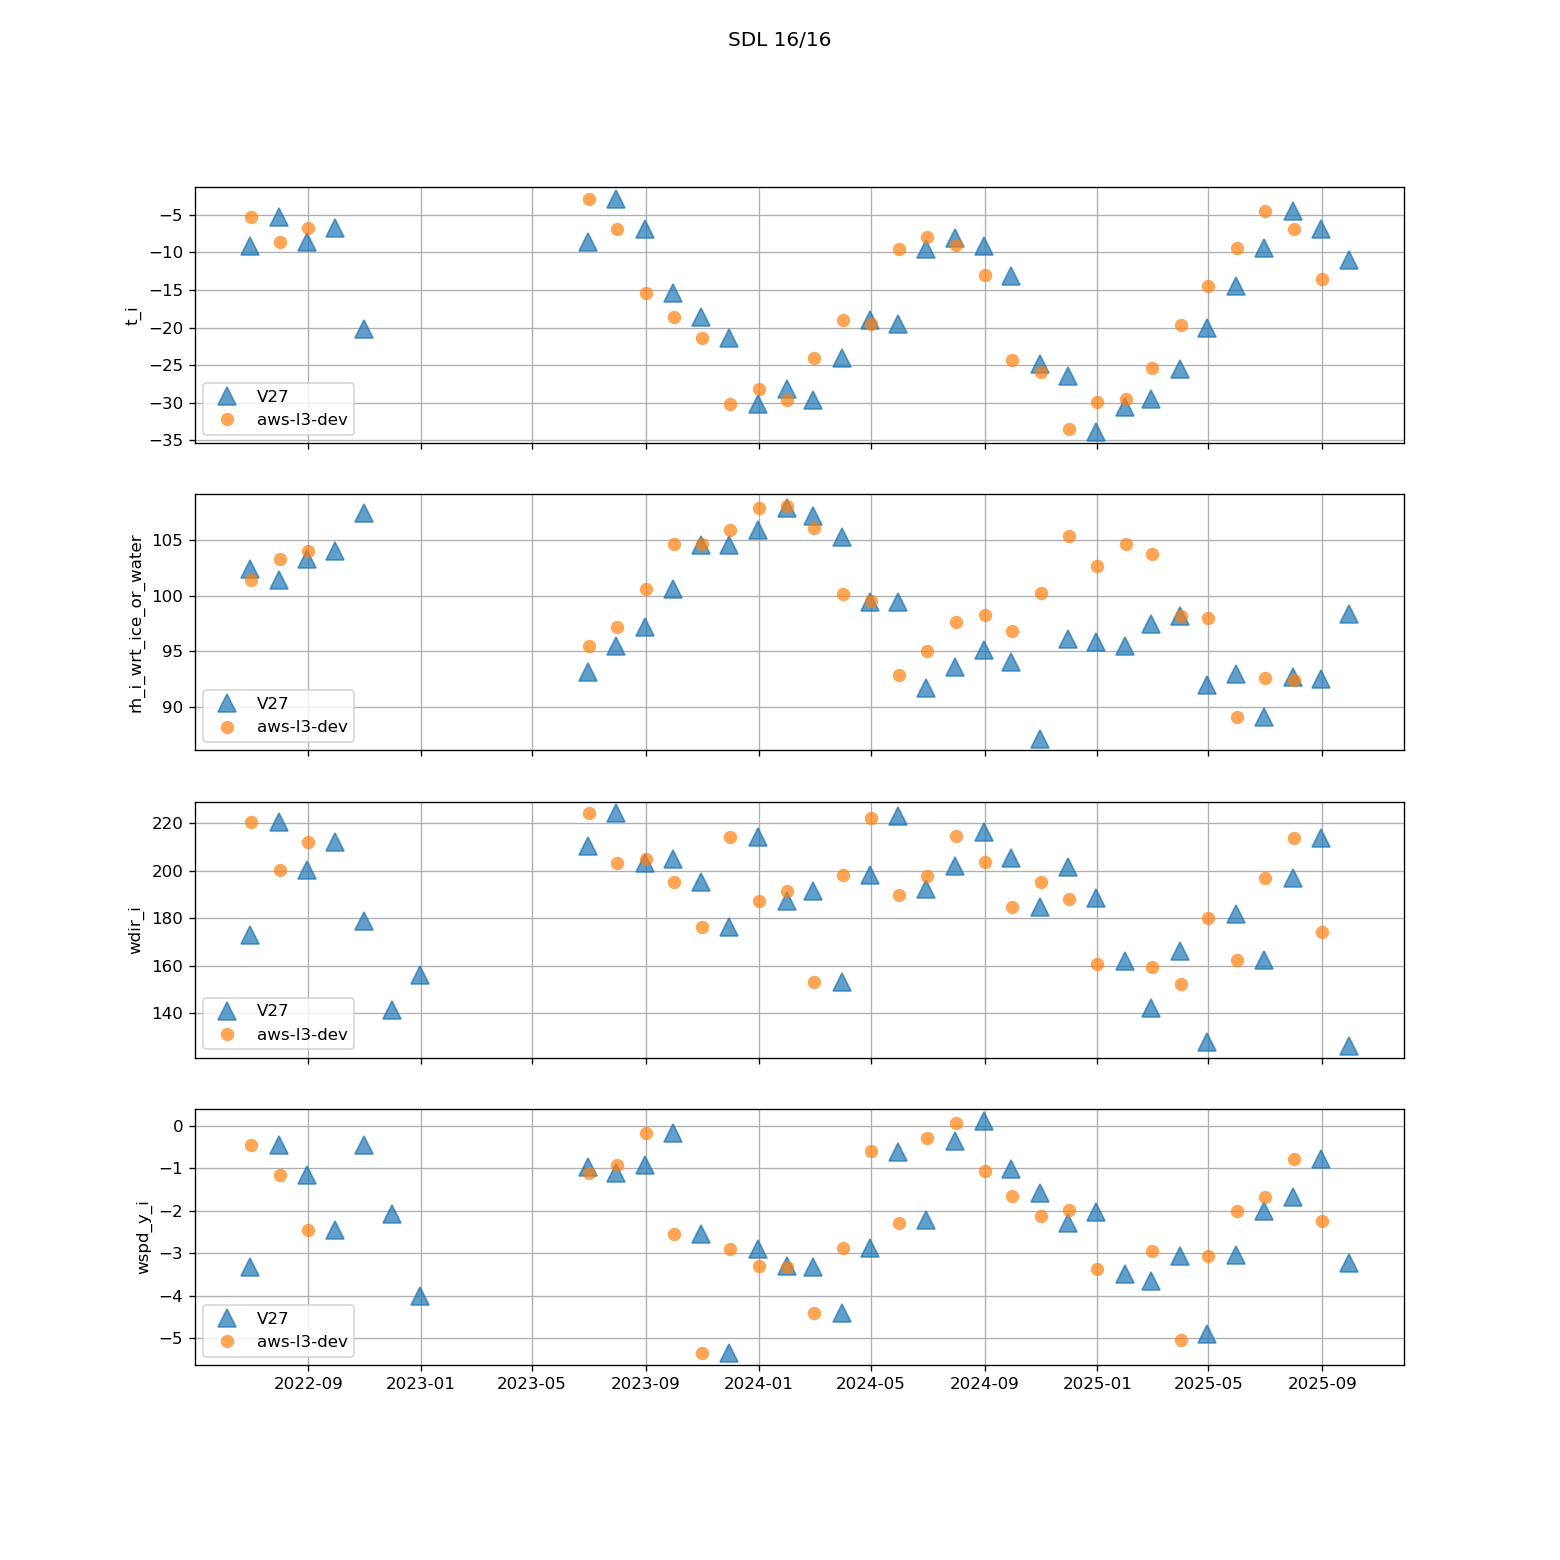 SDL 16/16
−5
−10
−15
−20
−25
−30
−35
t_i
V27
aws-l3-dev
105
100
95
90
rh_i_wrt_ice_or_water
V27
aws-l3-dev
220
200
180
160
140
wdir_i
V27
aws-l3-dev
0
−1
−2
−3
−4
−5
wspd_y_i
V27
aws-l3-dev
2022-09 2023-01 2023-05 2023-09 2024-01 2024-05 2024-09 2025-01 2025-05 2025-09